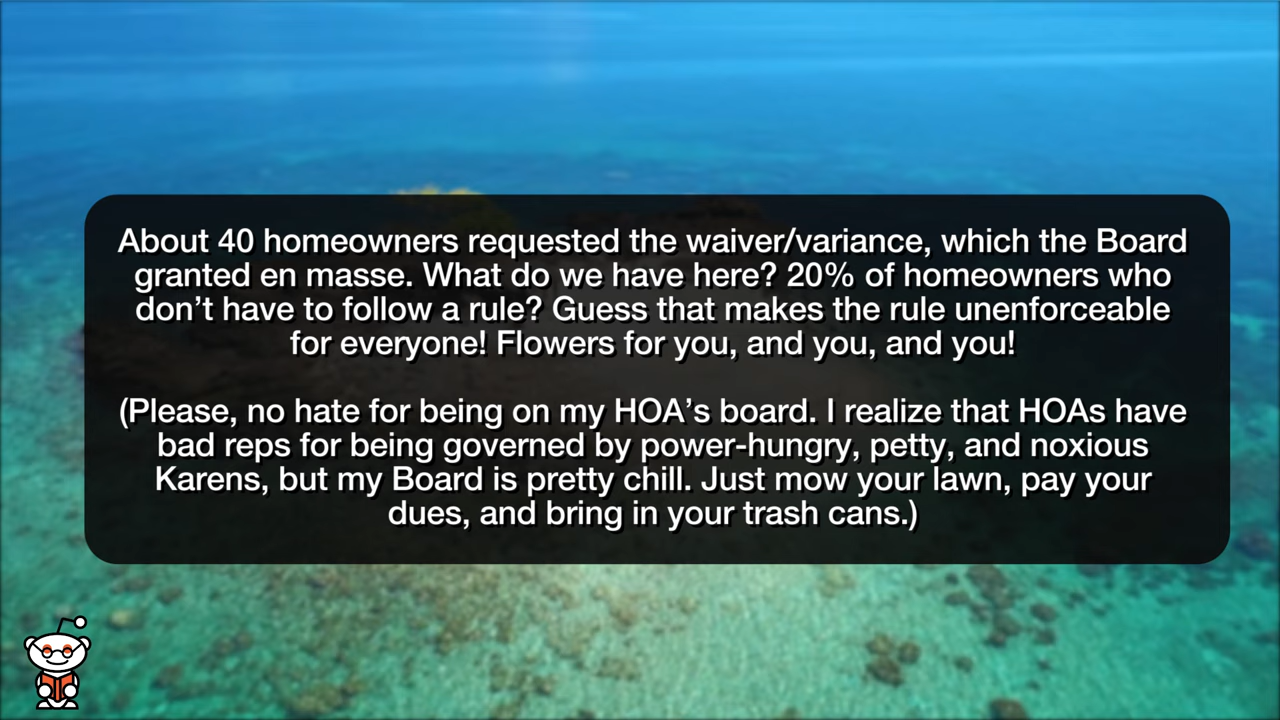 About 40 homeowners requested the waiver/variance, which the Board
granted en masse. What do we have here? 20% of homeowners who
don’t have to follow a rule? Guess that makes the rule unenforceable
for everyone! Flowers for you, and you, and you!
(Please, no hate for being on my HOA’s board. I realize that HOAs have
bad reps for being governed by power-hungry, petty, and noxious
Karens, but my Board is pretty chill. Just mow your lawn, pay your
dues, and bring in your trash cans.)